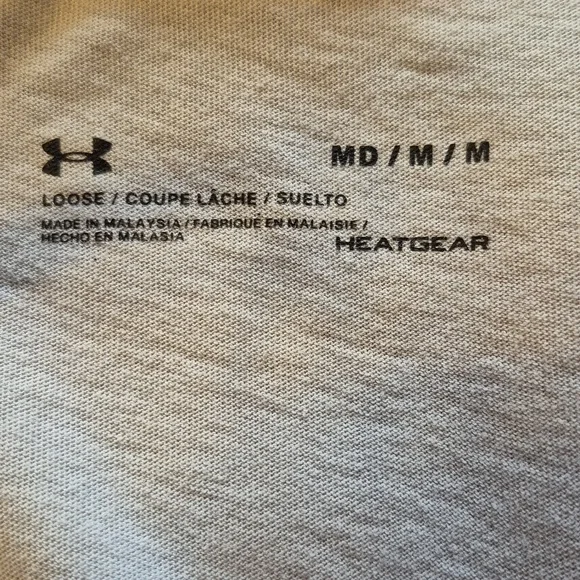 MD / M / M
LOOSE / COUPE LÂCHE / SUELTO
MADE IN MALAYSIA / FABRIQUÉ EN MALAISIE /
HECHO EN MALASIA
HEATGEAR